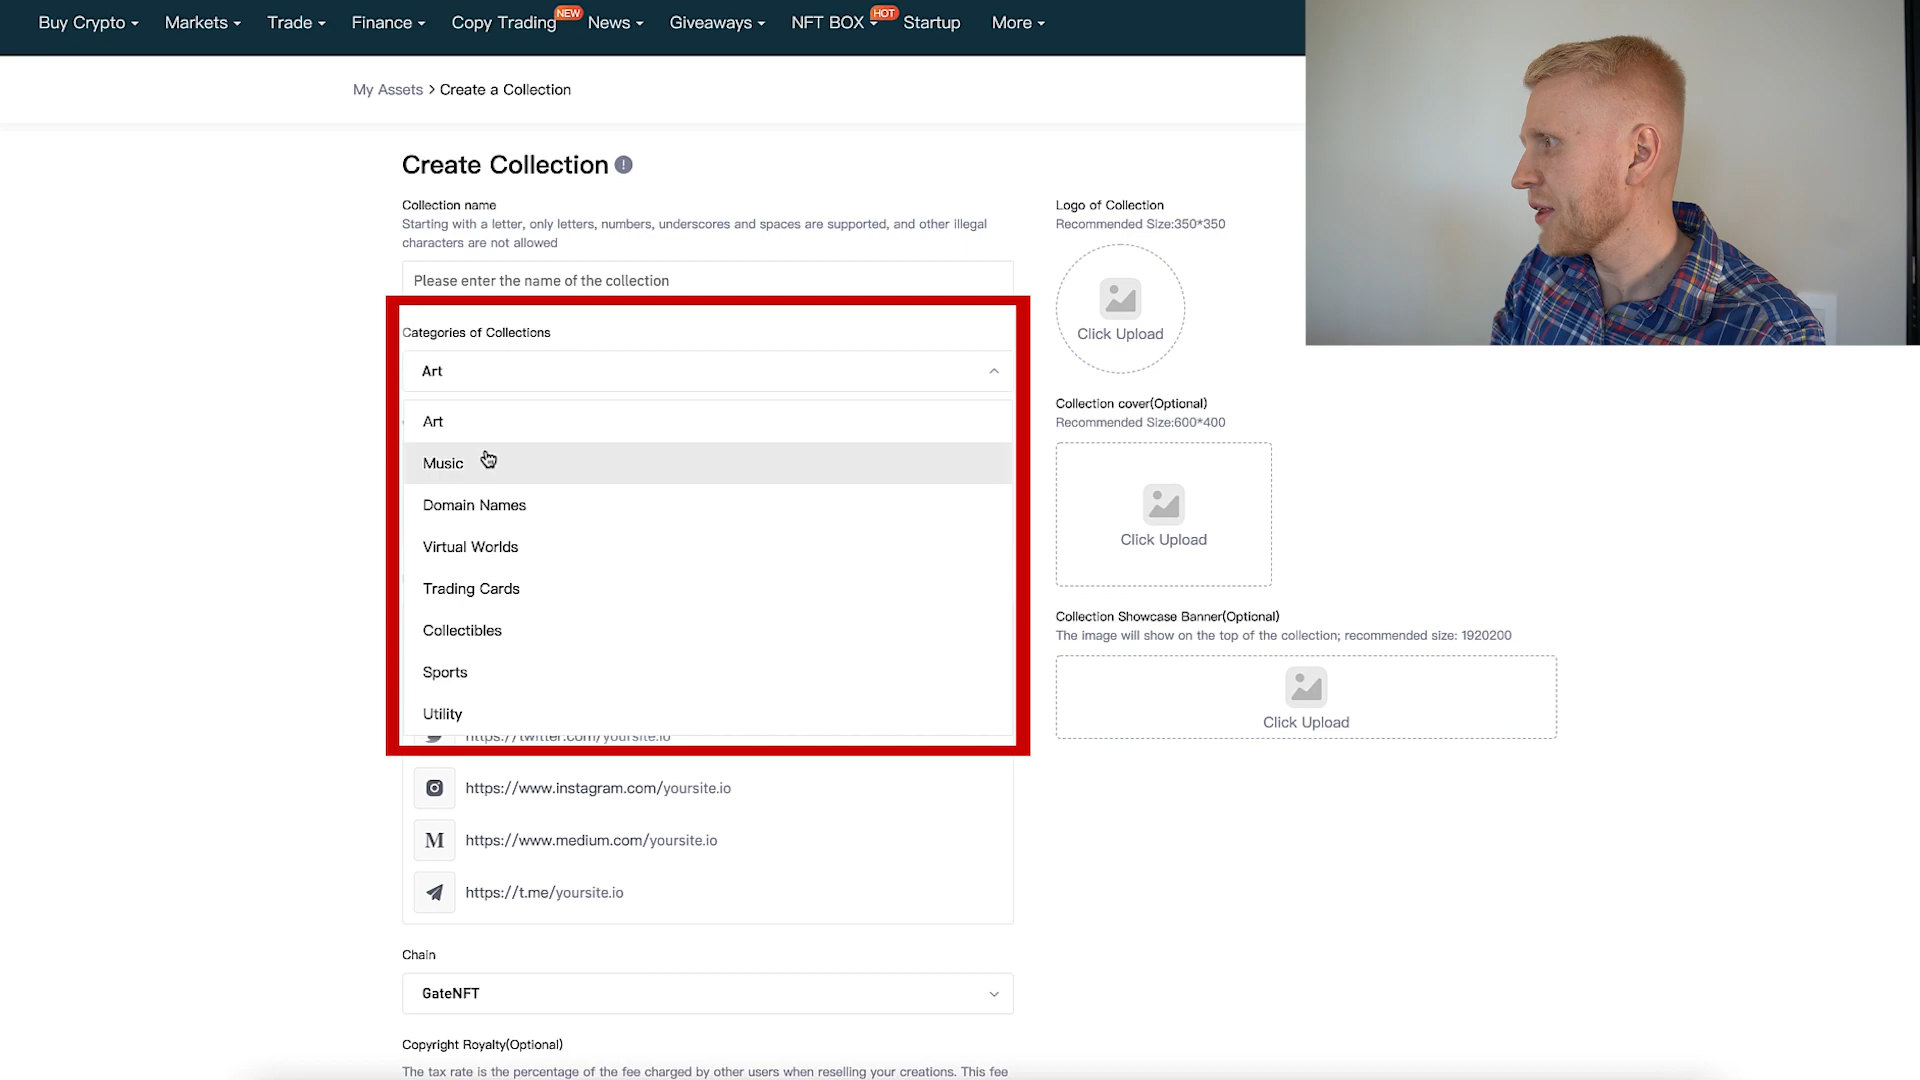 Buy Crypto Markets Trade Finance Copy Trading NEW News Giveaways NFT BOX HOT Startup More
My Assets > Create a Collection
Create Collection !
Collection name
Starting with a letter, only letters, numbers, underscores and spaces are supported, and other illegal
characters are not allowed
Please enter the name of the collection
Categories of Collections
Art
Art
Music
Domain Names
Virtual Worlds
Trading Cards
Collectibles
Sports
Utility
https://twitter.com/yoursite.io
https://www.instagram.com/yoursite.io
M https://www.medium.com/yoursite.io
https://t.me/yoursite.io
Chain
GateNFT
Copyright Royalty(Optional)
The tax rate is the percentage of the fee charged by other users when reselling your creations. This fee
Logo of Collection
Recommended Size:350*350
Click Upload
Collection cover(Optional)
Recommended Size:600*400
Click Upload
Collection Showcase Banner(Optional)
The image will show on the top of the collection; recommended size: 1920200
Click Upload